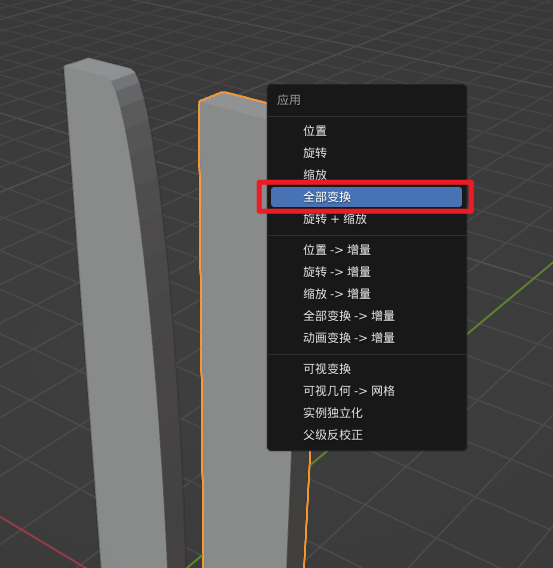 应用
位置
旋转
缩放
全部变换
旋转 + 缩放
位置 -> 增量
旋转 -> 增量
缩放 -> 增量
全部变换 -> 增量
动画变换 -> 增量
可视变换
可视几何 -> 网格
实例独立化
父级反校正